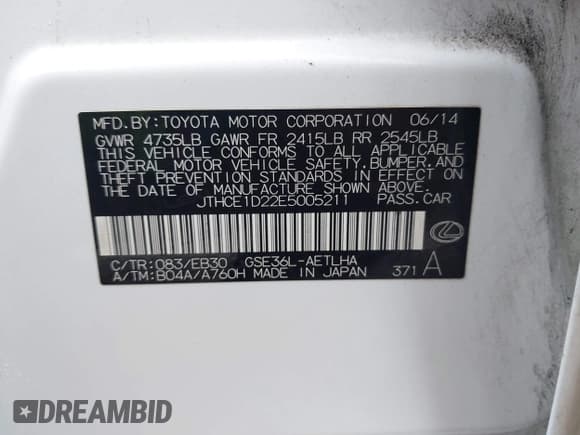 MFD.BY:TOYOTA MOTOR CORPORATION 06/14
GVWR 4735LB GAWR FR 2415LB RR 2545LB
THIS VEHICLE CONFORMS TO ALL APPLICABLE
FEDERAL MOTOR VEHICLE SAFETY,BUMPER,AND
THEFT PREVENTION STANDARDS IN EFFECT ON
THE DATE OF MANUFACTURE SHOWN ABOVE.
JTHCE1D22E5005211 PASS.CAR
C/TR:083/EB30 GSE36L-AETLHA
A/TM:B04A/A760H MADE IN JAPAN 371 A
DREAMBID